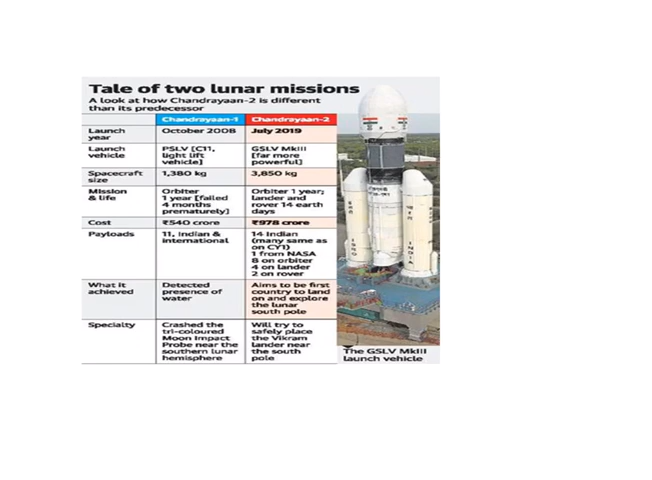 Tale of two lunar missions
A look at how Chandrayaan-2 is different
than its predecessor
Chandrayaan-1 Chandrayaan-2
Launch
year
October 2008
July 2019
Launch
vehicle
PSLV [C11,
light lift
vehicle]
GSLV MkIII
[far more
powerful]
Spacecraft
size
1,380 kg
3,850 kg
Mission
& life
Orbiter
1 year [failed
4 months
prematurely]
Orbiter 1 year;
lander and
rover 14 earth
days
Cost
₹540 crore
₹978 crore
Payloads
11, Indian &
international
14 Indian
(many same as
on CY1)
1 from NASA
8 on orbiter
4 on lander
2 on rover
What it
achieved
Detected
presence of
water
Aims to be first
country to land
on and explore
the lunar
south pole
Specialty
Crashed the
tri-coloured
Moon Impact
Probe near the
southern lunar
hemisphere
Will try to
safely place
the Vikram
lander near
the south
pole
The GSLV MkIII
launch vehicle
ISRO
INDIA